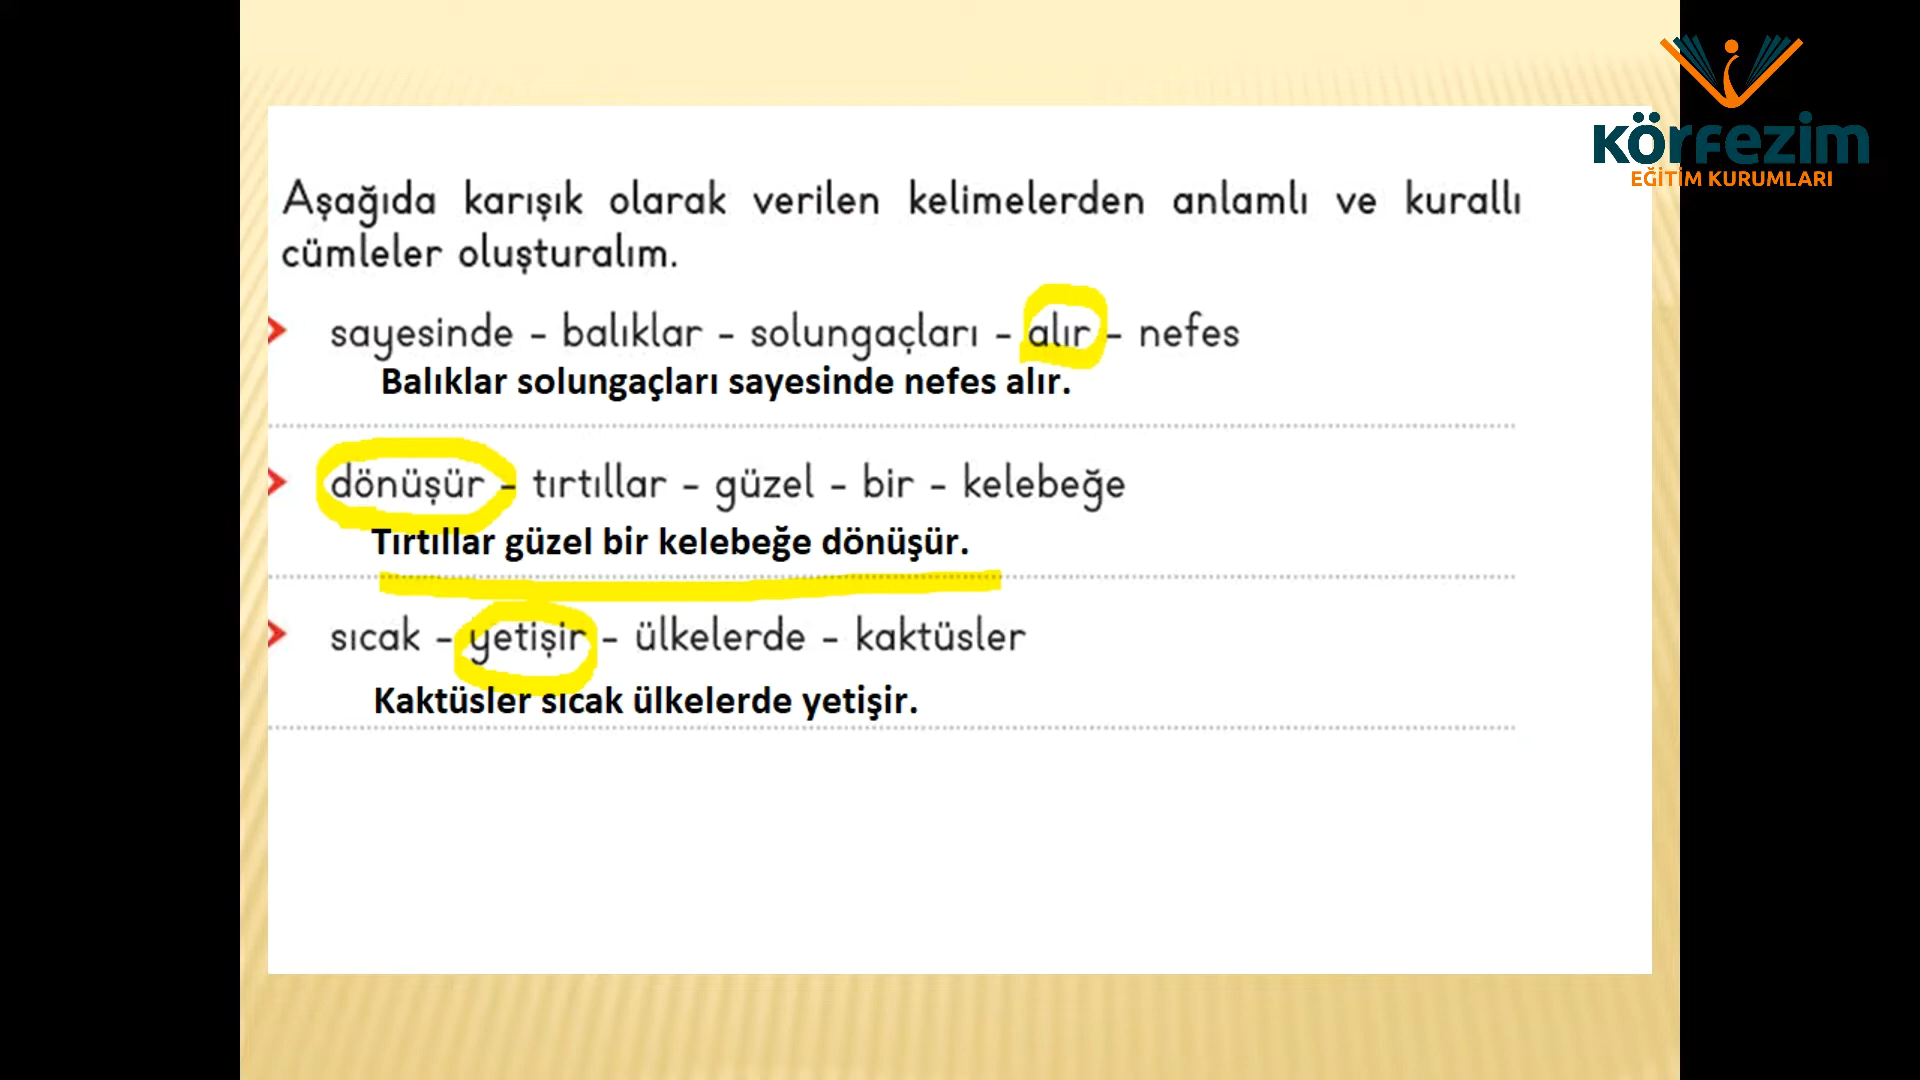 körfezim
EĞİTİM KURUMLARI
Aşağıda karışık olarak verilen kelimelerden anlamlı ve kurallı
cümleler oluşturalım.
sayesinde - balıklar - solungaçları - alır - nefes
Balıklar solungaçları sayesinde nefes alır.
dönüşür - tırtıllar - güzel - bir - kelebeğe
Tırtıllar güzel bir kelebeğe dönüşür.
sıcak - yetişir - ülkelerde - kaktüsler
Kaktüsler sıcak ülkelerde yetişir.